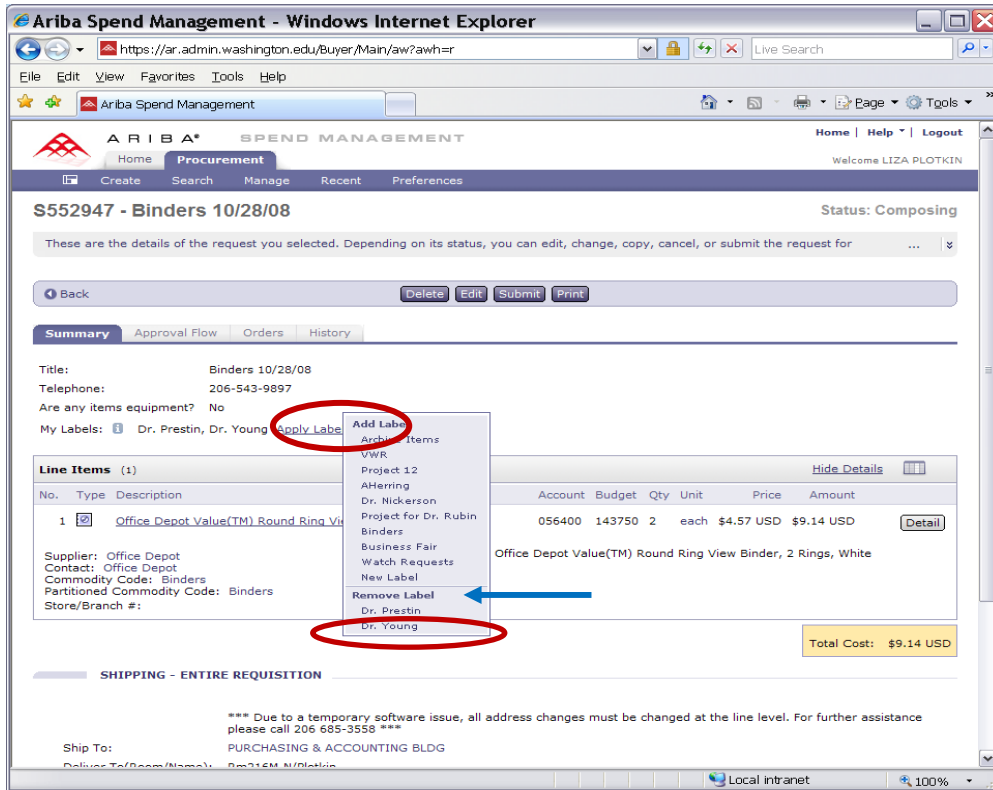 Ariba Spend Management - Windows Internet Explorer
https://ar.admin.washington.edu/Buyer/Main/aw?awh=r
Live Search
File Edit View Favorites Tools Help
Ariba Spend Management
Page Tools »
ARIBA® SPEND MANAGEMENT
Home | Help | Logout
Home Procurement
Welcome LIZA PLOTKIN
Create Search Manage Recent Preferences
S552947 - Binders 10/28/08
Status: Composing
These are the details of the request you selected. Depending on its status, you can edit, change, copy, cancel, or submit the request for ...
Back
Delete Edit Submit Print
Summary Approval Flow Orders History
Title: Binders 10/28/08
Telephone: 206-543-9897
Are any items equipment? No
My Labels: Dr. Prestin, Dr. Young Apply Labe
Add Label
Archive Items
VWR
Project 12
AHerring
Dr. Nickerson
Project for Dr. Rubin
Binders
Business Fair
Watch Requests
New Label
Remove Label
Dr. Prestin
Dr. Young
Line Items (1)
Hide Details
No. Type Description Account Budget Qty Unit Price Amount
1 Office Depot Value(TM) Round Ring Vi 056400 143750 2 each $4.57 USD $9.14 USD Detail
Office Depot Value(TM) Round Ring View Binder, 2 Rings, White
Supplier: Office Depot
Contact: Office Depot
Commodity Code: Binders
Partitioned Commodity Code: Binders
Store/Branch #:
Total Cost: $9.14 USD
SHIPPING - ENTIRE REQUISITION
*** Due to a temporary software issue, all address changes must be changed at the line level. For further assistance
please call 206 685-3558 ***
Ship To: PURCHASING & ACCOUNTING BLDG
Deliver To(Room/Name): Rm216M-N/Plotkin
Local intranet
100%